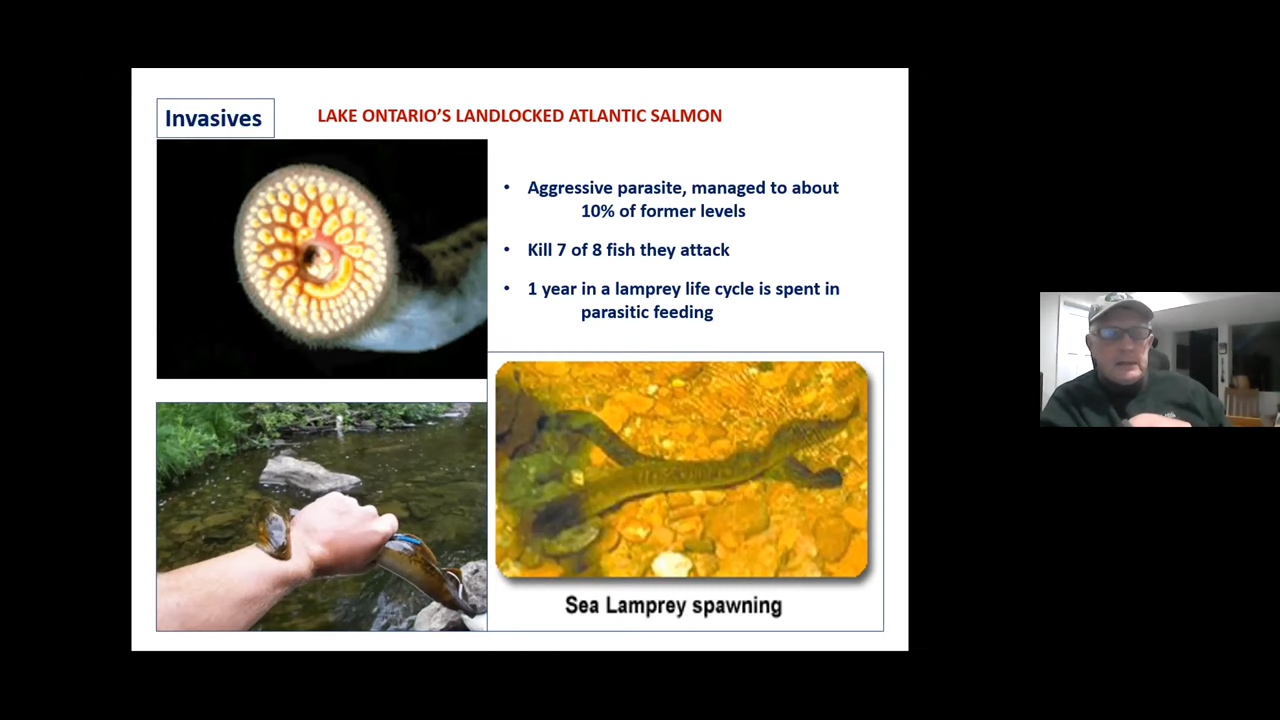 Invasives
LAKE ONTARIO'S LANDLOCKED ATLANTIC SALMON
• Aggressive parasite, managed to about
10% of former levels
• Kill 7 of 8 fish they attack
• 1 year in a lamprey life cycle is spent in
parasitic feeding
Sea Lamprey spawning